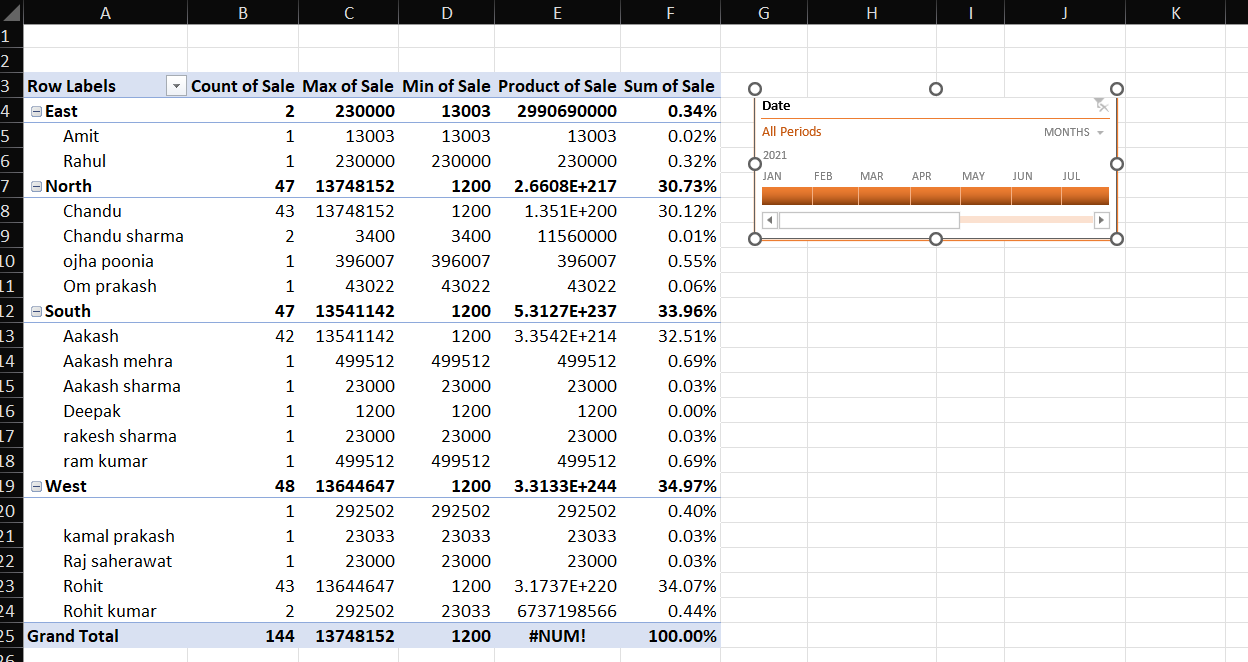 A B C D E F G H I J K
1
2
3 Row Labels Count of Sale Max of Sale Min of Sale Product of Sale Sum of Sale
4 East 2 230000 13003 2990690000 0.34%
5 Amit 1 13003 13003 13003 0.02%
6 Rahul 1 230000 230000 230000 0.32%
7 North 47 13748152 1200 2.6608E+217 30.73%
8 Chandu 43 13748152 1200 1.351E+200 30.12%
9 Chandu sharma 2 3400 3400 11560000 0.01%
10 ojha poonia 1 396007 396007 396007 0.55%
11 Om prakash 1 43022 43022 43022 0.06%
12 South 47 13541142 1200 5.3127E+237 33.96%
13 Aakash 42 13541142 1200 3.3542E+214 32.51%
14 Aakash mehra 1 499512 499512 499512 0.69%
15 Aakash sharma 1 23000 23000 23000 0.03%
16 Deepak 1 1200 1200 1200 0.00%
17 rakesh sharma 1 23000 23000 23000 0.03%
18 ram kumar 1 499512 499512 499512 0.69%
19 West 48 13644647 1200 3.3133E+244 34.97%
20 1 292502 292502 292502 0.40%
21 kamal prakash 1 23033 23033 23033 0.03%
22 Raj saherawat 1 23000 23000 23000 0.03%
23 Rohit 43 13644647 1200 3.1737E+220 34.07%
24 Rohit kumar 2 292502 23033 6737198566 0.44%
25 Grand Total 144 13748152 1200 #NUM! 100.00%
26
Date
All Periods MONTHS
2021
JAN FEB MAR APR MAY JUN JUL